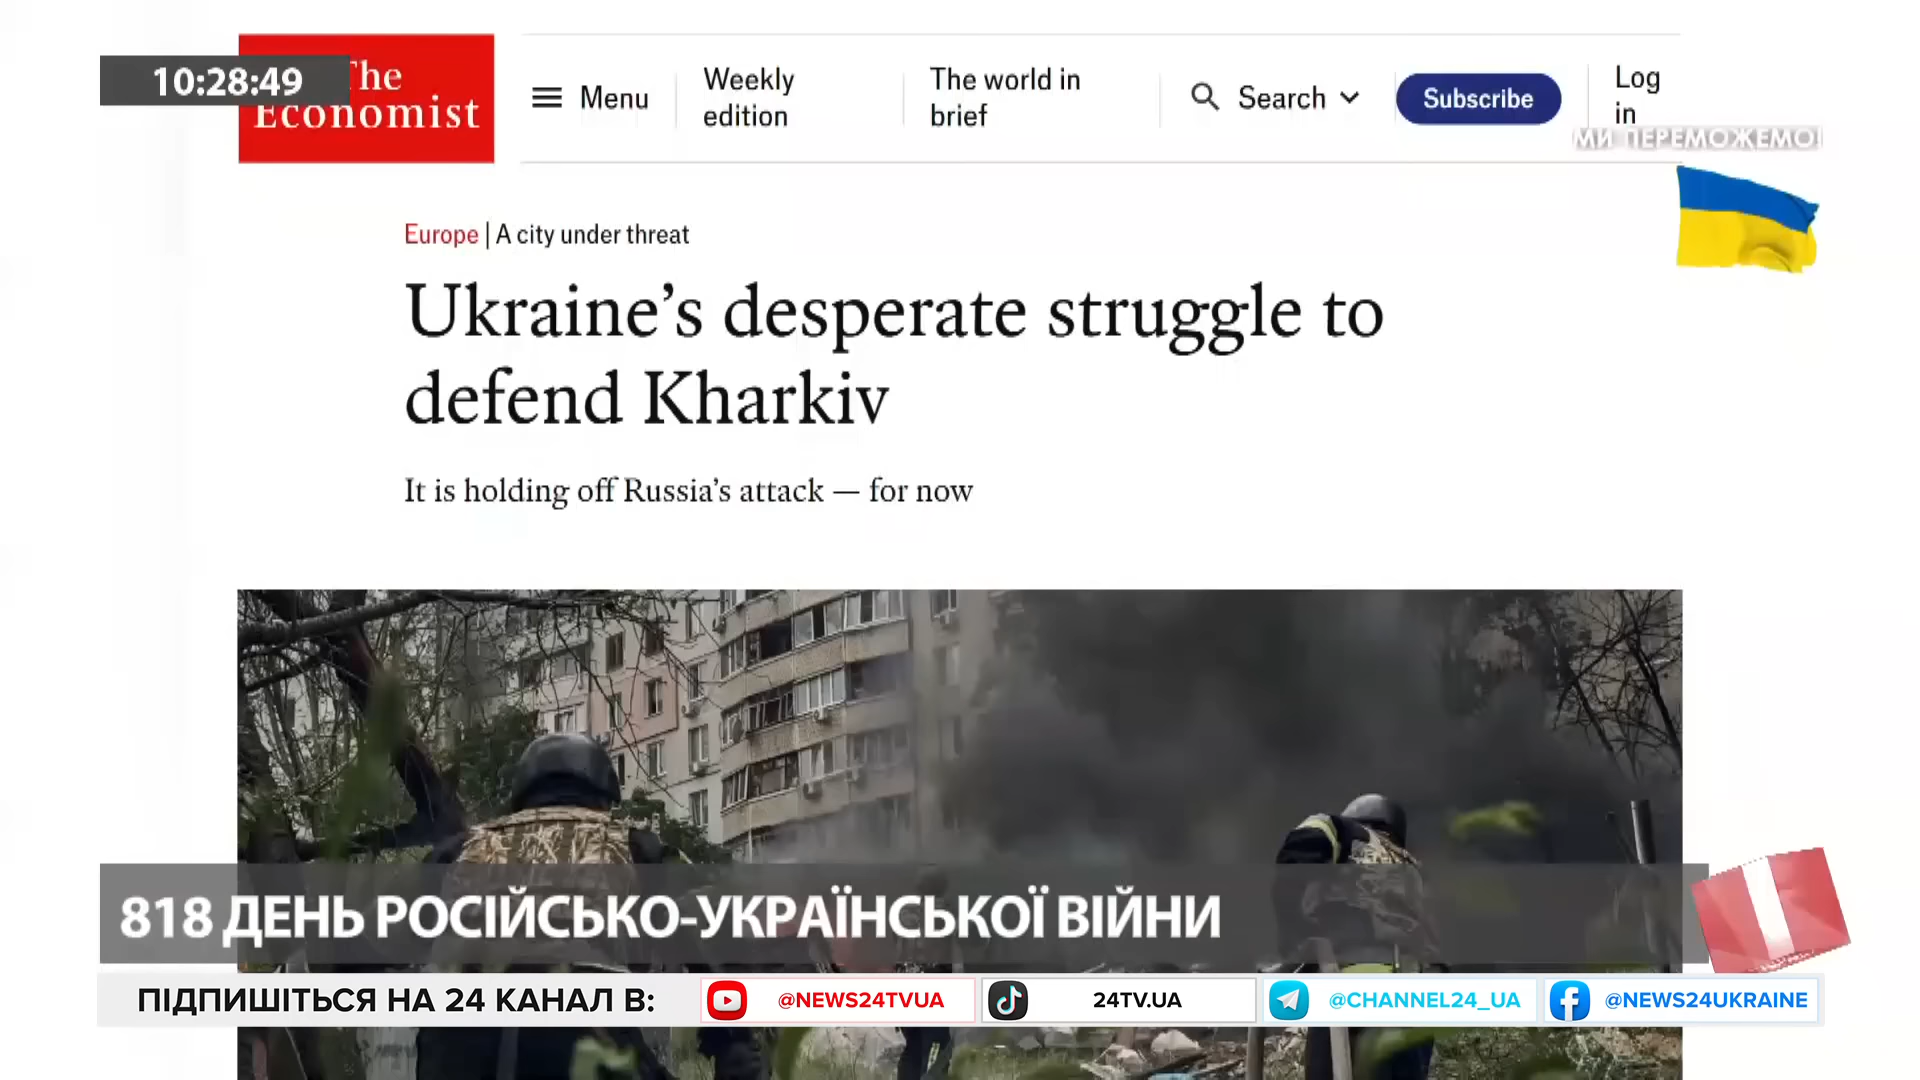 10:28:49
The
Economist
Menu
Weekly
edition
The world in
brief
Search
Subscribe
Log
in
МИ ПЕРЕМОЖЕМО!
Europe | A city under threat
Ukraine’s desperate struggle to
defend Kharkiv
It is holding off Russia’s attack — for now
818 ДЕНЬ РОСІЙСЬКО-УКРАЇНСЬКОЇ ВІЙНИ
ПІДПИШІТЬСЯ НА 24 КАНАЛ В:
@NEWS24TVUA
24TV.UA
@CHANNEL24_UA
@NEWS24UKRAINE